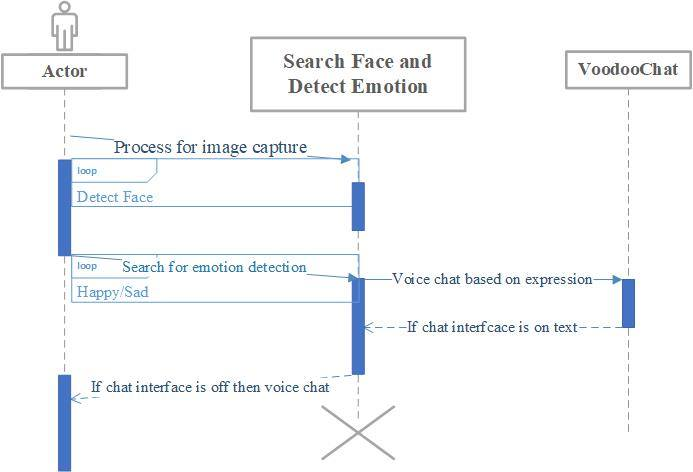 Actor
Search Face and
Detect Emotion
VoodooChat
Process for image capture
loop
Detect Face
loop
Search for emotion detection
Happy/Sad
Voice chat based on expression
If chat interfcace is on text
If chat interface is off then voice chat